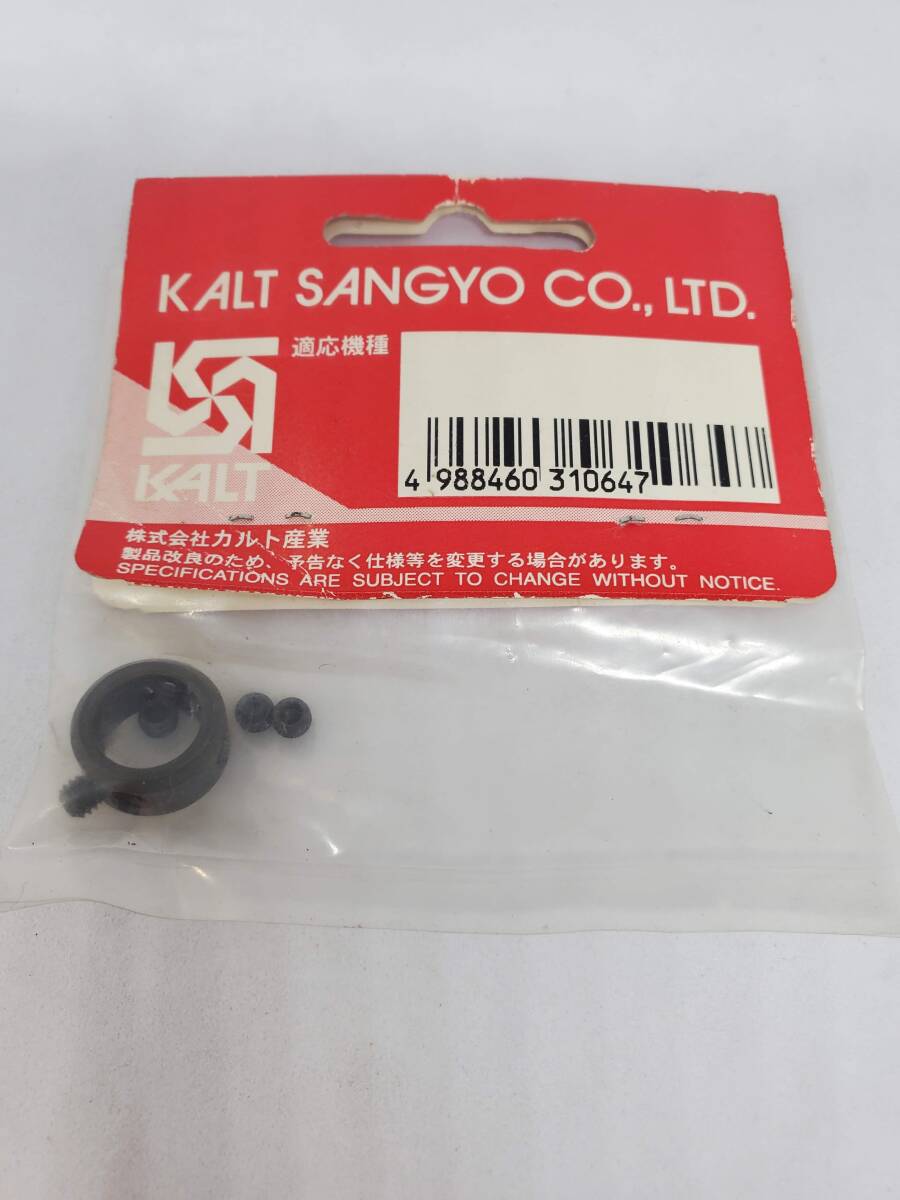 KALT SANGYO CO., LTD.
適応機種
KALT
4 988460 310647
株式会社カルト産業
製品改良のため、予告なく仕様等を変更する場合があります。
SPECIFICATIONS ARE SUBJECT TO CHANGE WITHOUT NOTICE.